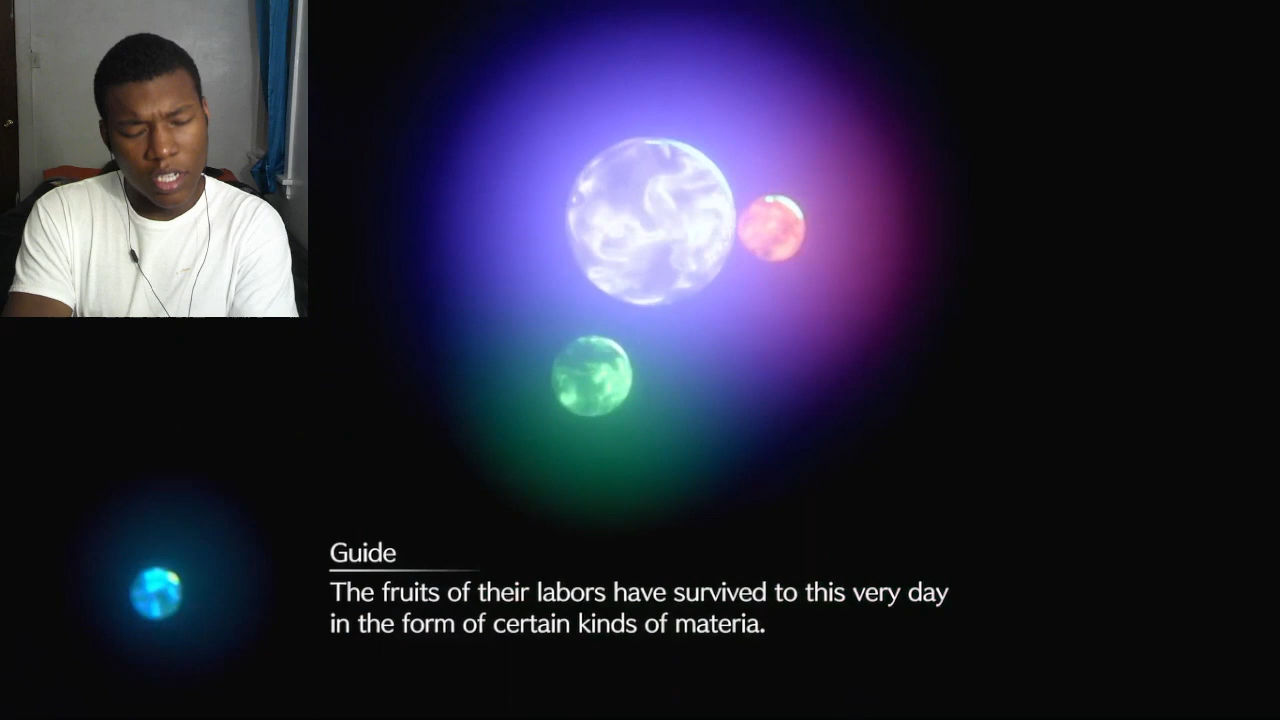 Guide
The fruits of their labors have survived to this very day
in the form of certain kinds of materia.